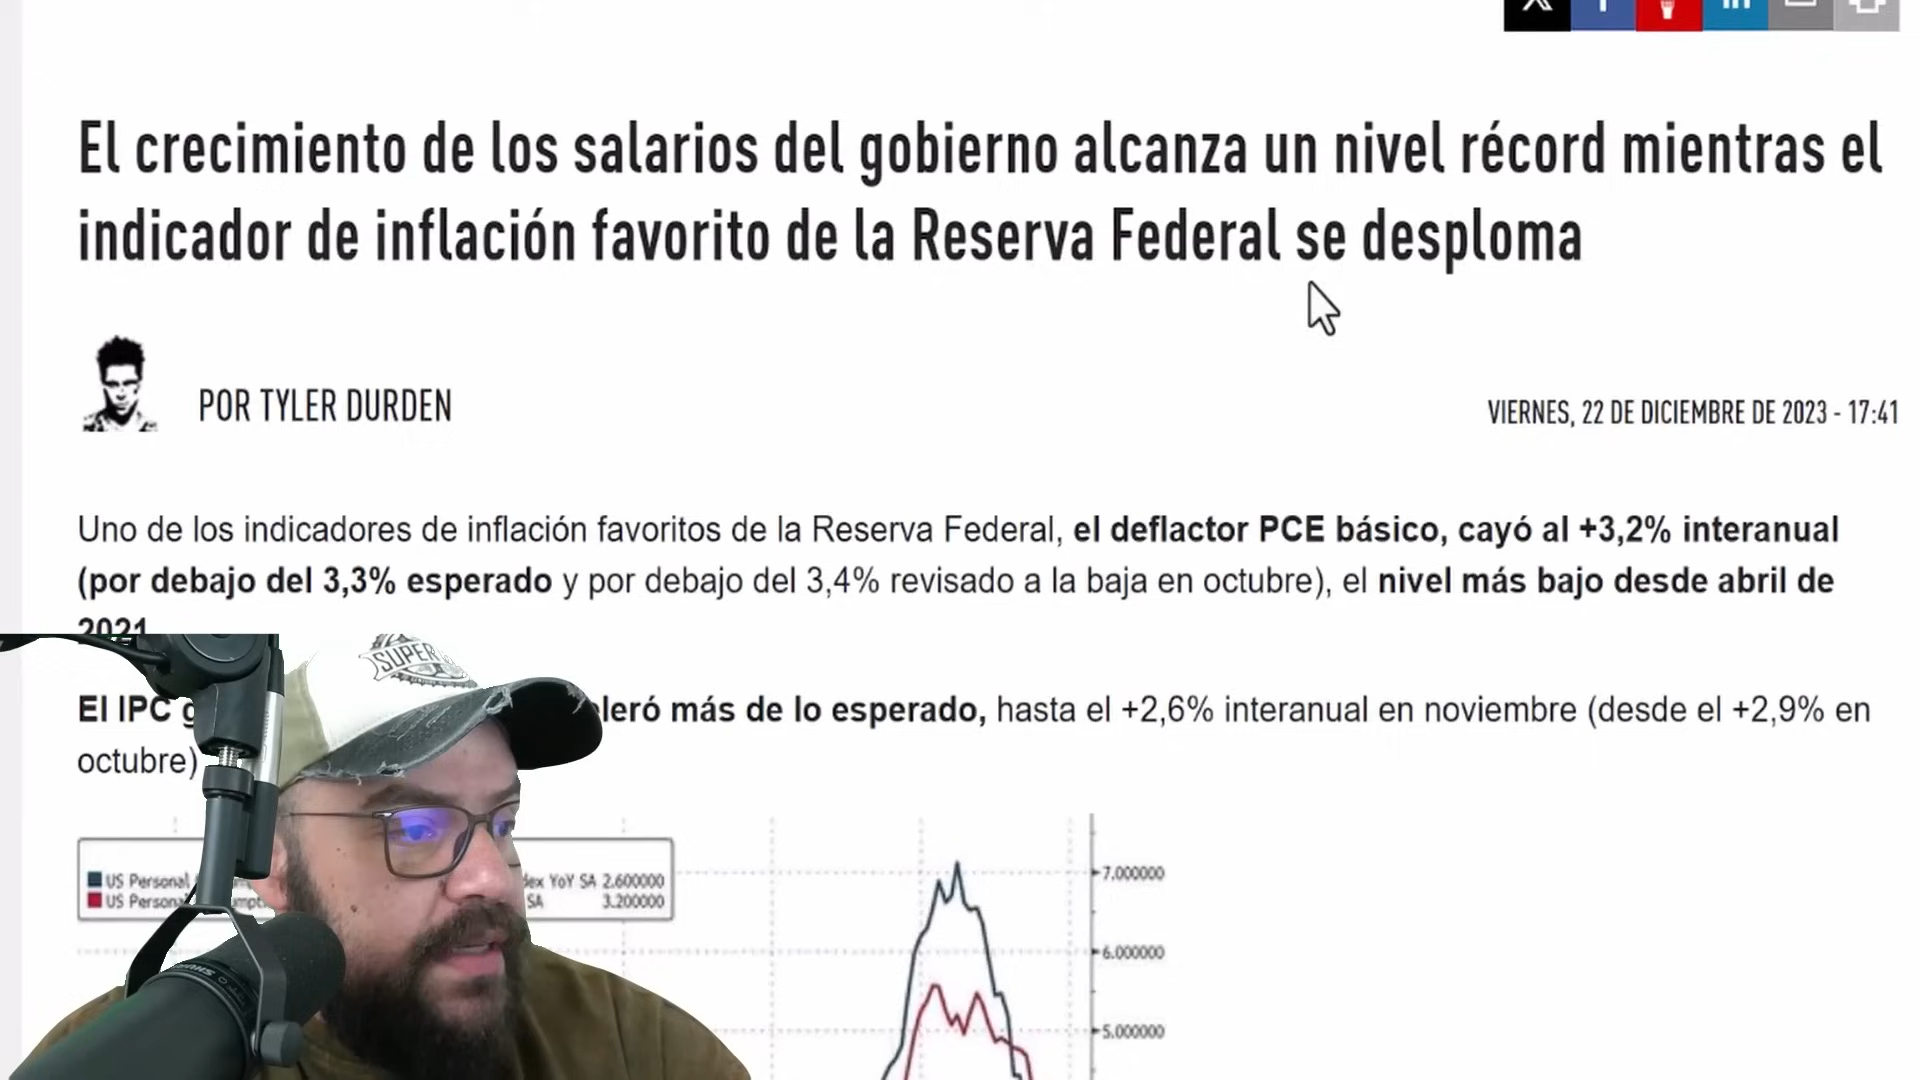 El crecimiento de los salarios del gobierno alcanza un nivel récord mientras el
indicador de inflación favorito de la Reserva Federal se desploma
POR TYLER DURDEN
VIERNES, 22 DE DICIEMBRE DE 2023 - 17:41
Uno de los indicadores de inflación favoritos de la Reserva Federal, el deflactor PCE básico, cayó al +3,2% interanual
(por debajo del 3,3% esperado y por debajo del 3,4% revisado a la baja en octubre), el nivel más bajo desde abril de
2021
El IPC más de lo esperado, hasta el +2,6% interanual en noviembre (desde el +2,9% en
octubre)
SUPER
US Personal YoY SA 2.600000
US Personal SA 3.200000
7.000000
6.000000
5.000000